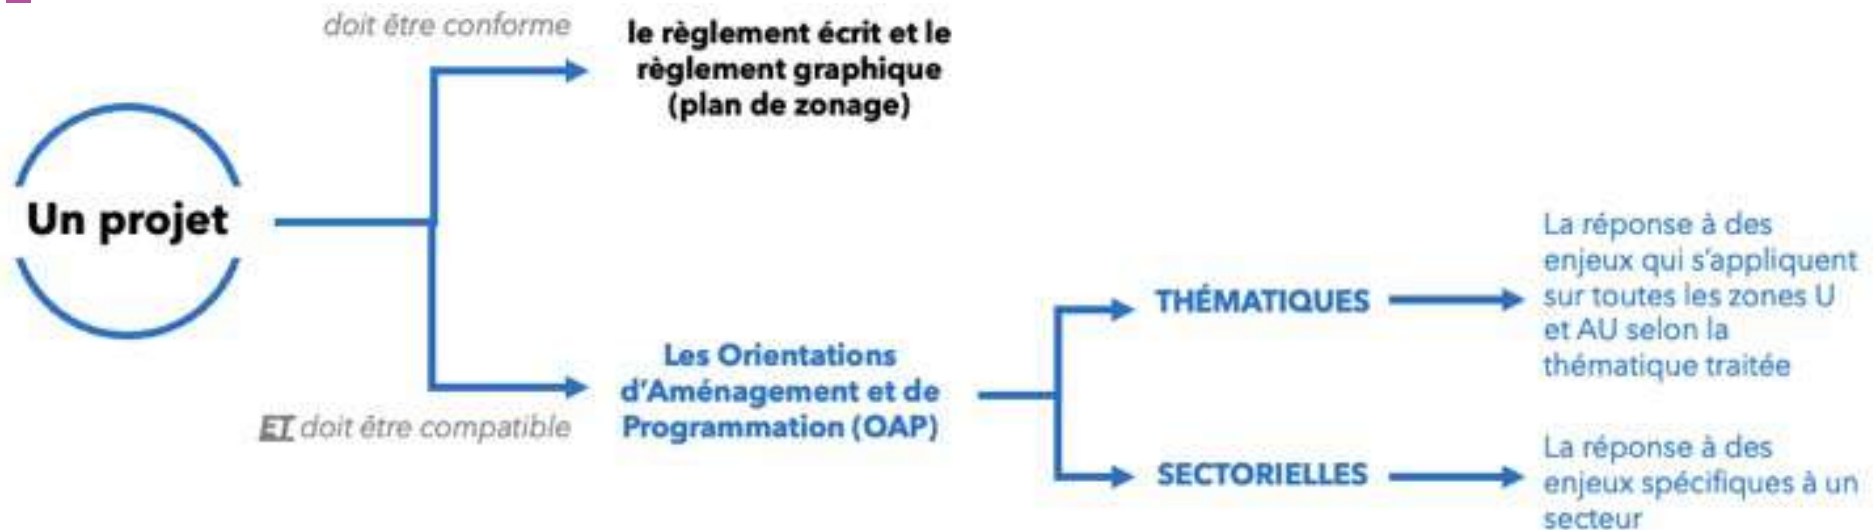 doit être conforme
le règlement écrit et le
règlement graphique
(plan de zonage)
Un projet
ET doit être compatible
Les Orientations
d'Aménagement et de
Programmation (OAP)
THÉMATIQUES
La réponse à des
enjeux qui s'appliquent
sur toutes les zones U
et AU selon la
thématique traitée
SECTORIELLES
La réponse à des
enjeux spécifiques à un
secteur